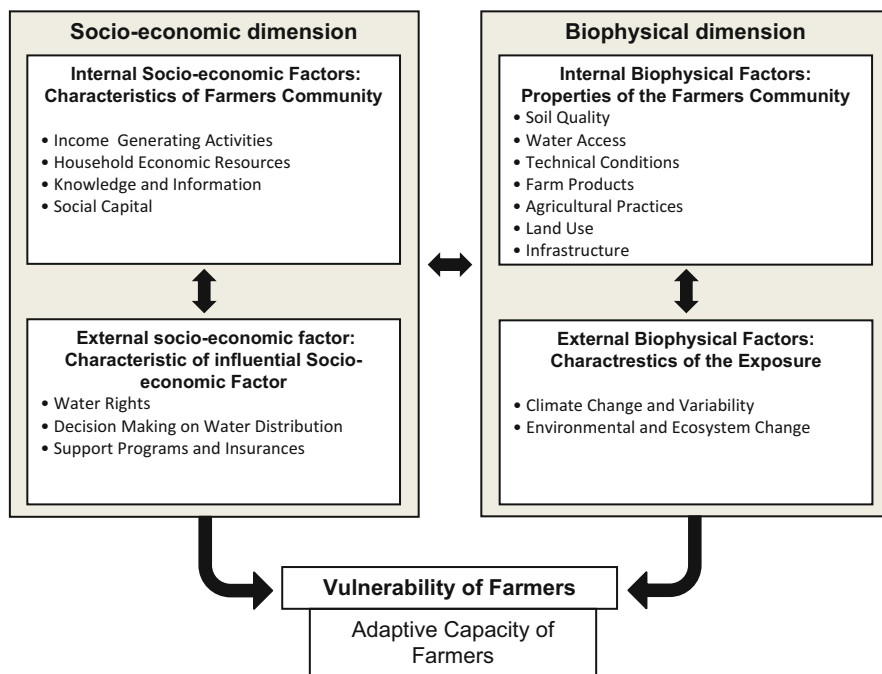 Socio-economic dimension
Internal Socio-economic Factors:
Characteristics of Farmers Community
• Income Generating Activities
• Household Economic Resources
• Knowledge and Information
• Social Capital
External socio-economic factor:
Characteristic of influential Socio-
economic Factor
• Water Rights
• Decision Making on Water Distribution
• Support Programs and Insurances
Biophysical dimension
Internal Biophysical Factors:
Properties of the Farmers Community
• Soil Quality
• Water Access
• Technical Conditions
• Farm Products
• Agricultural Practices
• Land Use
• Infrastructure
External Biophysical Factors:
Charactrestics of the Exposure
• Climate Change and Variability
• Environmental and Ecosystem Change
Vulnerability of Farmers
Adaptive Capacity of
Farmers